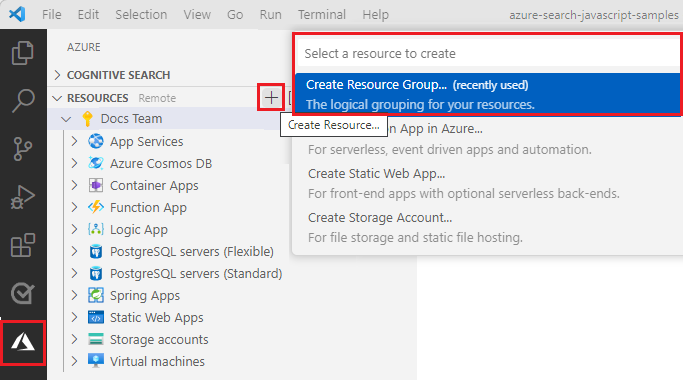 File Edit Selection View Go Run Terminal Help azure-search-javascript-samples
AZURE
COGNITIVE SEARCH
RESOURCES Remote
Docs Team
App Services
Azure Cosmos DB
Container Apps
Function App
Logic App
PostgreSQL servers (Flexible)
PostgreSQL servers (Standard)
Spring Apps
Static Web Apps
Storage accounts
Virtual machines
Create Resource...
Select a resource to create
Create Resource Group... (recently used)
The logical grouping for your resources.
n App in Azure...
For serverless, event driven apps and automation.
Create Static Web App...
For front-end apps with optional serverless back-ends.
Create Storage Account...
For file storage and static file hosting.